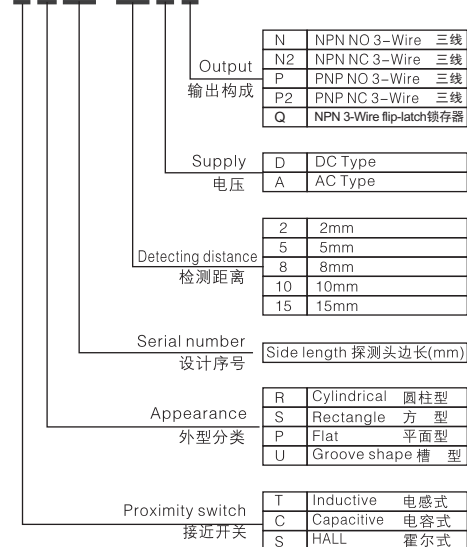 Output
输出构成
N NPN NO 3-Wire 三线
N2 NPN NC 3-Wire 三线
P PNP NO 3-Wire 三线
P2 PNP NC 3-Wire 三线
Q NPN 3-Wire flip-latch锁存器
Supply
电压
D DC Type
A AC Type
Detecting distance
检测距离
2 2mm
5 5mm
8 8mm
10 10mm
15 15mm
Serial number
设计序号
Side length 探测头边长(mm)
Appearance
外型分类
R Cylindrical 圆柱型
S Rectangle 方 型
P Flat 平面型
U Groove shape 槽 型
Proximity switch
接近开关
T Inductive 电感式
C Capacitive 电容式
S HALL 霍尔式